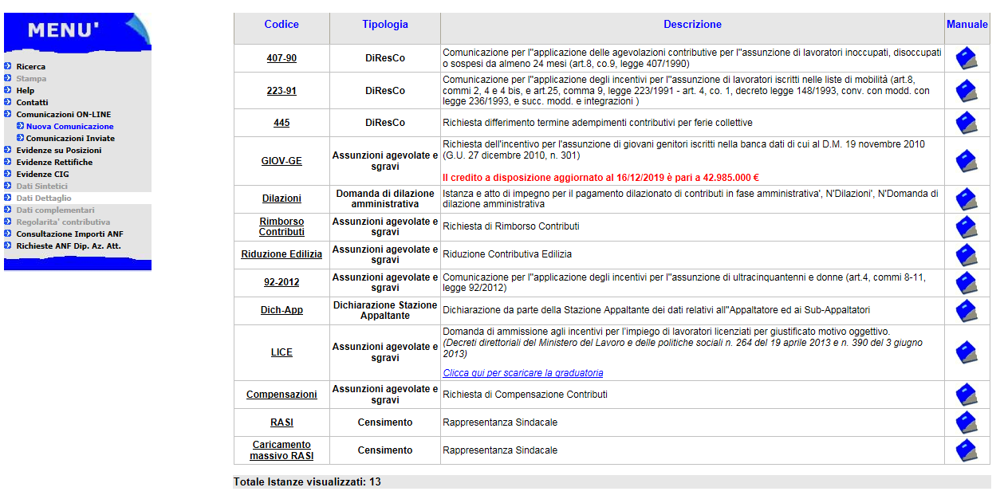 MENU'
Ricerca
Stampa
Help
Contatti
Comunicazioni ON-LINE
Nuova Comunicazione
Comunicazioni Inviate
Evidenze su Posizioni
Evidenze Rettifiche
Evidenze CIG
Dati Sintetici
Dati Dettaglio
Dati complementari
Regolarita' contributiva
Consultazione Importi ANF
Richieste ANF Dip. Az. Att.
Codice Tipologia Descrizione Manuale
407-90 DiResCo
Comunicazione per l''applicazione delle agevolazioni contributive per l''assunzione di lavoratori inoccupati, disoccupati
o sospesi da almeno 24 mesi (art.8, co.9, legge 407/1990)
223-91 DiResCo
Comunicazione per l''applicazione degli incentivi per l''assunzione di lavoratori iscritti nelle liste di mobilità (art.8,
commi 2, 4 e 4 bis, e art.25, comma 9, legge 223/1991 - art. 4, co. 1, decreto legge 148/1993, conv. con modd. con
legge 236/1993, e succ. modd. e integrazioni )
445 DiResCo Richiesta differimento termine adempimenti contributivi per ferie collettive
GIOV-GE
Assunzioni agevolate e
sgravi
Richiesta dell'incentivo per l'assunzione di giovani genitori iscritti nella banca dati di cui al D.M. 19 novembre 2010
(G.U. 27 dicembre 2010, n. 301)
Il credito a disposizione aggiornato al 16/12/2019 è pari a 42.985.000 €
Dilazioni
Domanda di dilazione
amministrativa
Istanza e atto di impegno per il pagamento dilazionato di contributi in fase amministrativa', N'Dilazioni', N'Domanda di
dilazione amministrativa
Rimborso
Contributi
Assunzioni agevolate e
sgravi
Richiesta di Rimborso Contributi
Riduzione Edilizia
Assunzioni agevolate e
sgravi
Riduzione Contributiva Edilizia
92-2012
Assunzioni agevolate e
sgravi
Comunicazione per l''applicazione degli incentivi per l''assunzione di ultracinquantenni e donne (art.4, commi 8-11,
legge 92/2012)
Dich-App
Dichiarazione Stazione
Appaltante
Dichiarazione da parte della Stazione Appaltante dei dati relativi all''Appaltatore ed ai Sub-Appaltatori
LICE
Assunzioni agevolate e
sgravi
Domanda di ammissione agli incentivi per l'impiego di lavoratori licenziati per giustificato motivo oggettivo.
(Decreti direttoriali del Ministero del Lavoro e delle politiche sociali n. 264 del 19 aprile 2013 e n. 390 del 3 giugno
2013)
Clicca qui per scaricare la graduatoria
Compensazioni
Assunzioni agevolate e
sgravi
Richiesta di Compensazione Contributi
RASI Censimento Rappresentanza Sindacale
Caricamento
massivo RASI
Censimento
Rappresentanza Sindacale
Totale Istanze visualizzati: 13